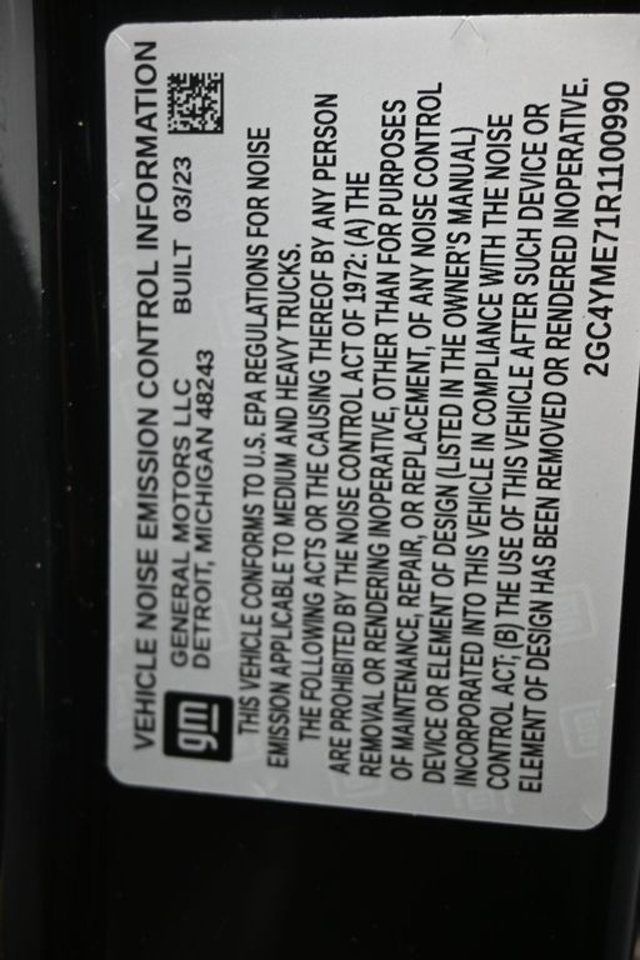 VEHICLE NOISE EMISSION CONTROL INFORMATION
gm
GENERAL MOTORS LLC BUILT 03/23
DETROIT, MICHIGAN 48243
THIS VEHICLE CONFORMS TO U.S. EPA REGULATIONS FOR NOISE
EMISSION APPLICABLE TO MEDIUM AND HEAVY TRUCKS.
THE FOLLOWING ACTS OR THE CAUSING THEREOF BY ANY PERSON
ARE PROHIBITED BY THE NOISE CONTROL ACT OF 1972: (A) THE
REMOVAL OR RENDERING INOPERATIVE, OTHER THAN FOR PURPOSES
OF MAINTENANCE, REPAIR, OR REPLACEMENT, OF ANY NOISE CONTROL
DEVICE OR ELEMENT OF DESIGN (LISTED IN THE OWNER'S MANUAL)
INCORPORATED INTO THIS VEHICLE IN COMPLIANCE WITH THE NOISE
CONTROL ACT; (B) THE USE OF THIS VEHICLE AFTER SUCH DEVICE OR
ELEMENT OF DESIGN HAS BEEN REMOVED OR RENDERED INOPERATIVE.
2GC4YME71R1100990